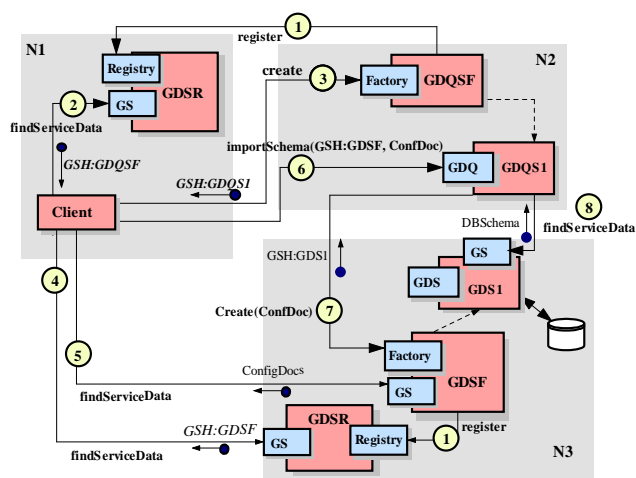 1
register
N1
Registry
GDSR
GS
2
findServiceData
GSH:GDQSF
create
3
Factory
GDQSF
N2
importSchema(GSH:GDSF, ConfDoc)
6
GDQ
GDQS1
GSH:GDQS1
Client
8
findServiceData
DBSchema
4
GSH:GDS1
GS
GDS
GDS1
7
Create(ConfDoc)
5
Factory
GDSF
GS
ConfigDocs
findServiceData
GDSR
GSH:GDSF
GS
Registry
1
register
findServiceData
N3